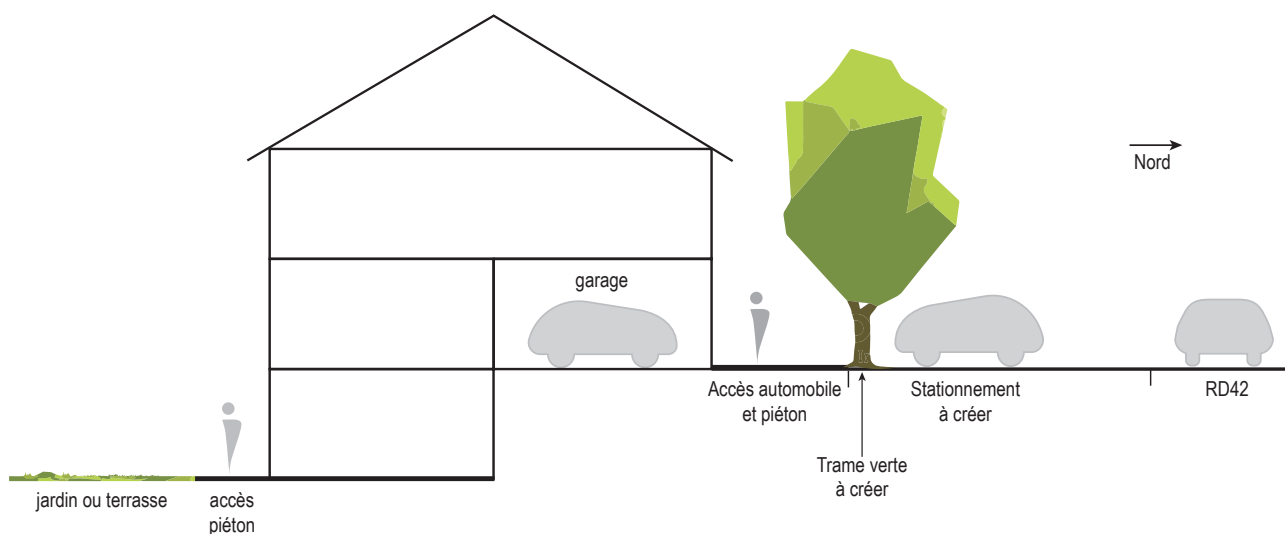 Nord
garage
Accès automobile
et piéton
Stationnement
à créer
RD42
Trame verte
à créer
jardin ou terrasse
accès
piéton